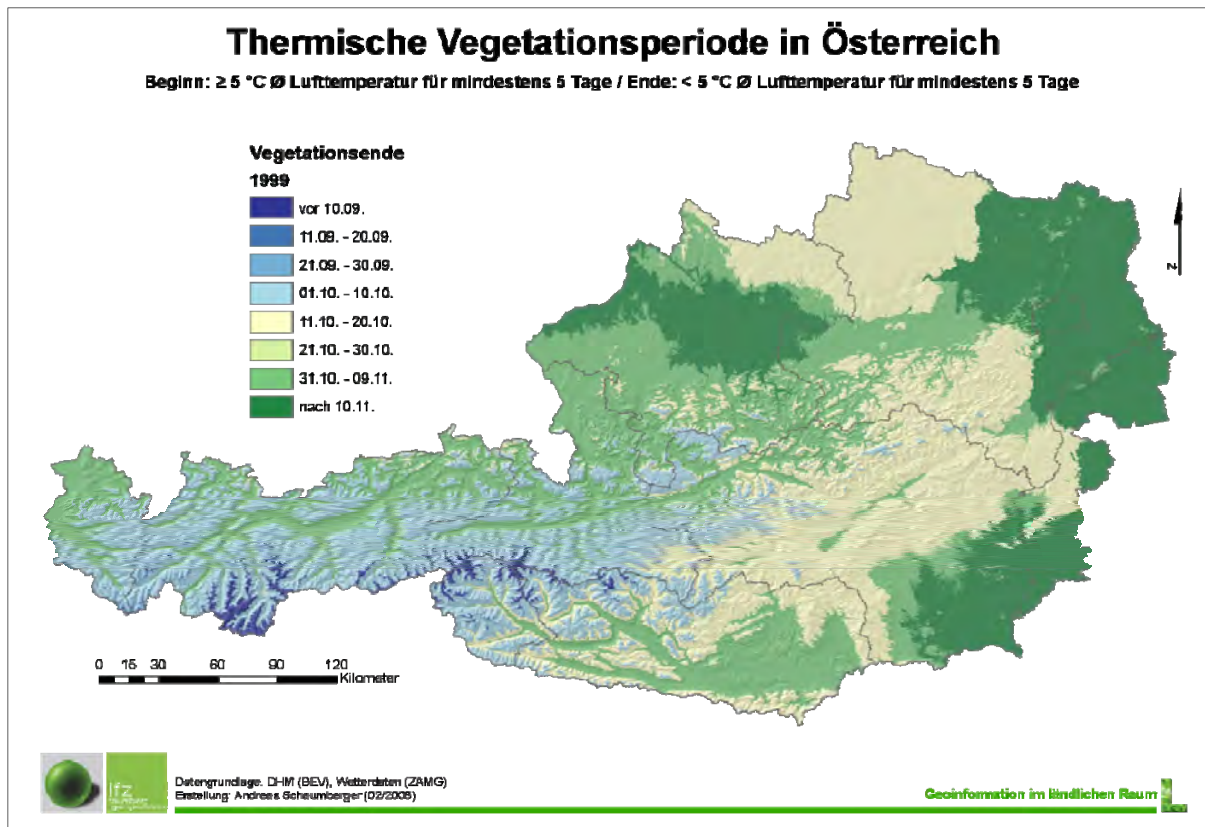 Thermische Vegetationsperiode in Österreich
Beginn: ≥ 5 °C Ø Lufttemperatur für mindestens 5 Tage / Ende: < 5 °C Ø Lufttemperatur für mindestens 5 Tage
Vegetationsende
1999
vor 10.09.
11.09. - 20.09.
21.09. - 30.09.
01.10. - 10.10.
11.10. - 20.10.
21.10. - 30.10.
31.10. - 09.11.
nach 10.11.
N
0 15 30 60 90 120
Kilometer
lfz
Datengrundlage: DHM (BEV), Wetterdaten (ZAMG)
Erstellung: Andreas Schaumberger (02/2008)
Geoinformation im ländlichen Raum
L